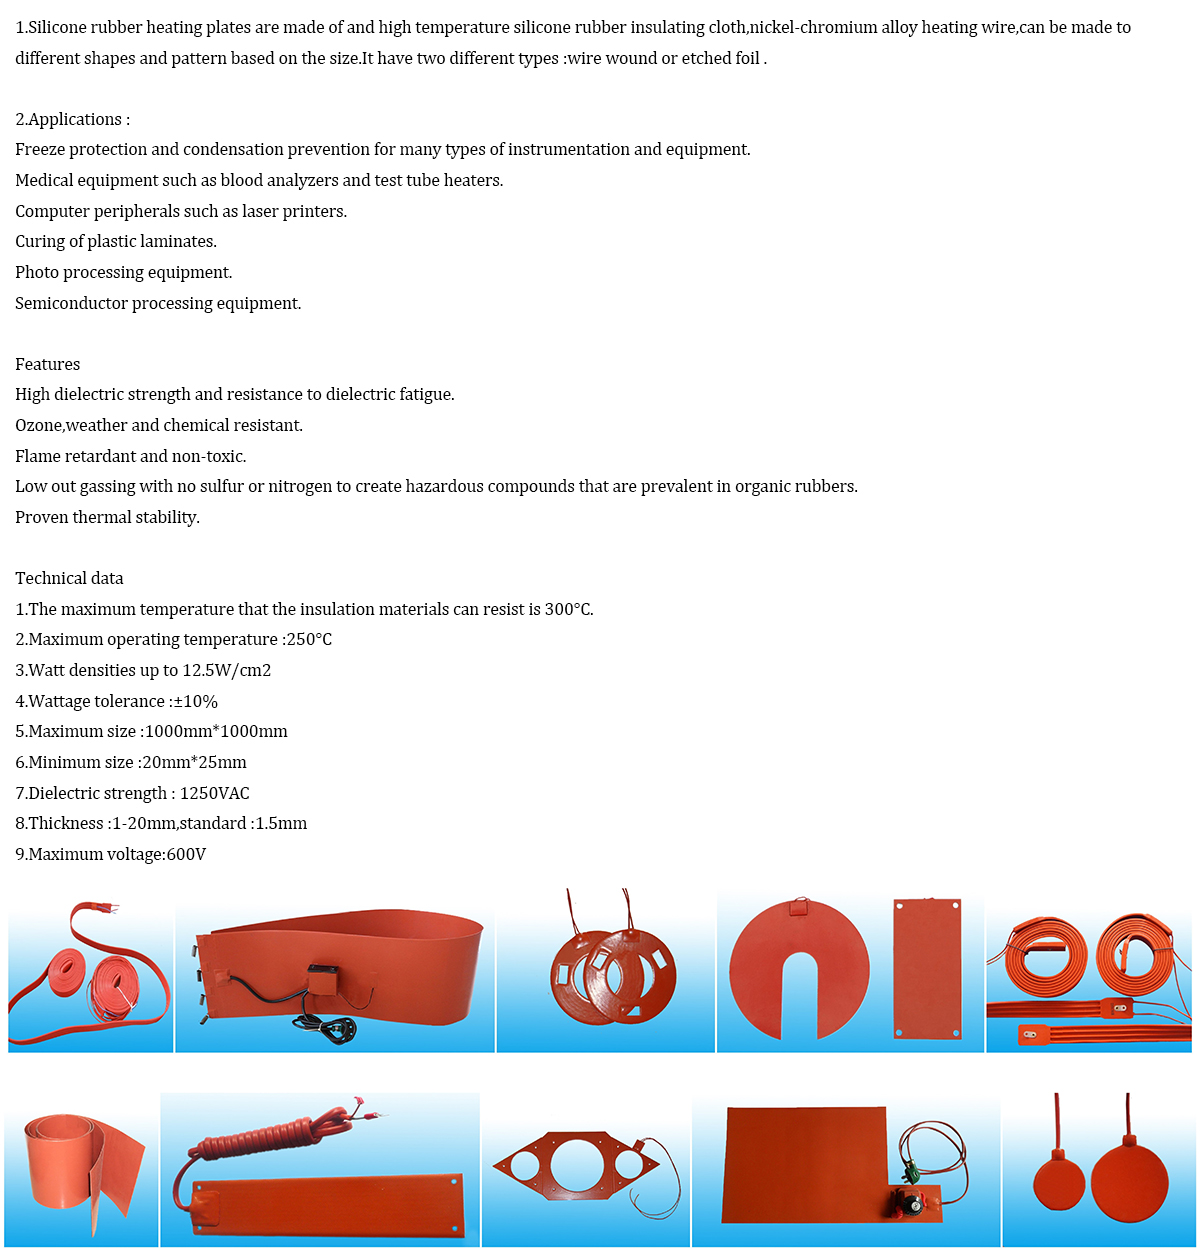 1.Silicone rubber heating plates are made of and high temperature silicone rubber insulating cloth,nickel-chromium alloy heating wire,can be made to
different shapes and pattern based on the size.It have two different types :wire wound or etched foil .
2.Applications :
Freeze protection and condensation prevention for many types of instrumentation and equipment.
Medical equipment such as blood analyzers and test tube heaters.
Computer peripherals such as laser printers.
Curing of plastic laminates.
Photo processing equipment.
Semiconductor processing equipment.
Features
High dielectric strength and resistance to dielectric fatigue.
Ozone,weather and chemical resistant.
Flame retardant and non-toxic.
Low out gassing with no sulfur or nitrogen to create hazardous compounds that are prevalent in organic rubbers.
Proven thermal stability.
Technical data
1.The maximum temperature that the insulation materials can resist is 300°C.
2.Maximum operating temperature :250°C
3.Watt densities up to 12.5W/cm2
4.Wattage tolerance :±10%
5.Maximum size :1000mm*1000mm
6.Minimum size :20mm*25mm
7.Dielectric strength : 1250VAC
8.Thickness :1-20mm,standard :1.5mm
9.Maximum voltage:600V